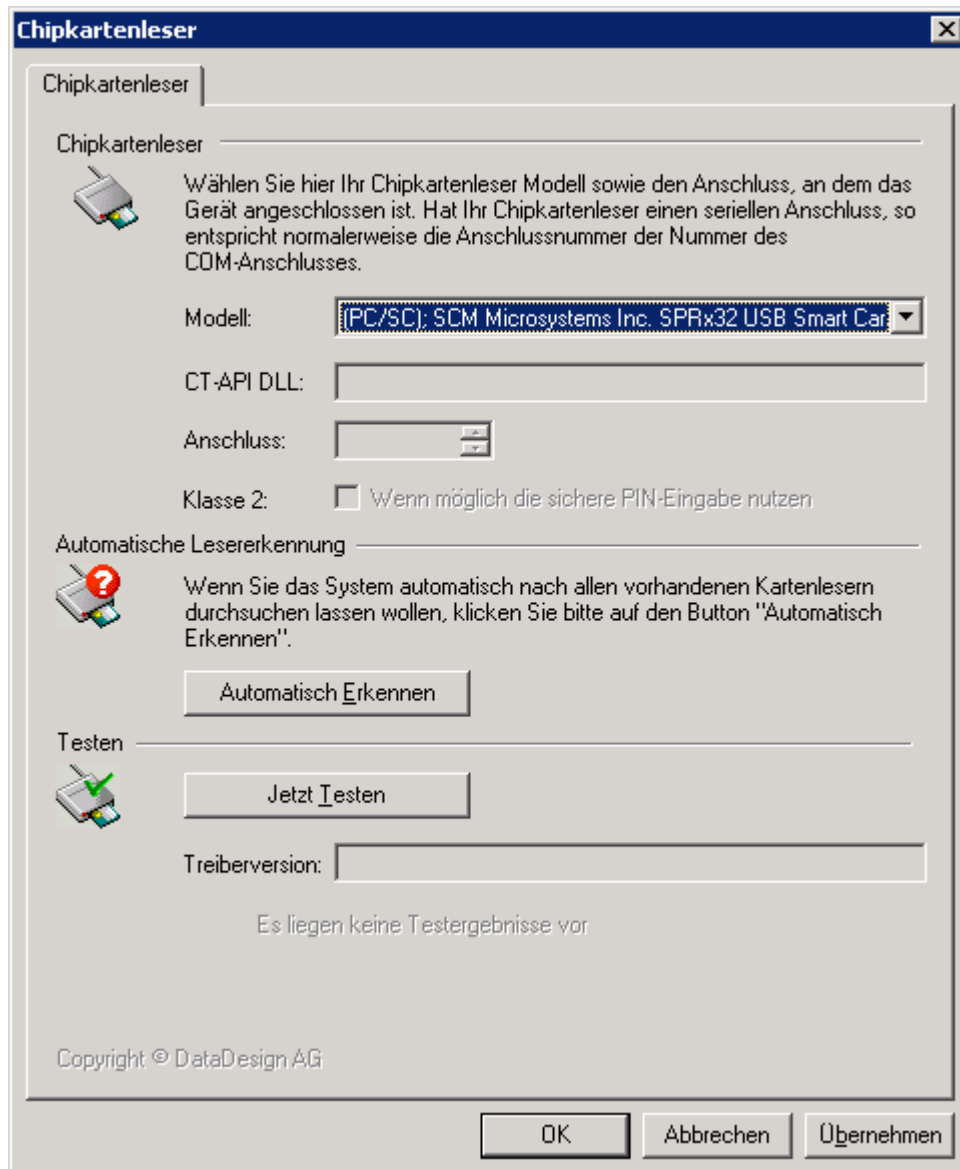 Chipkartenleser
Chipkartenleser
Chipkartenleser
Wählen Sie hier Ihr Chipkartenleser Modell sowie den Anschluss, an dem das
Gerät angeschlossen ist. Hat Ihr Chipkartenleser einen seriellen Anschluss, so
entspricht normalerweise die Anschlussnummer der Nummer des
COM-Anschlusses.
Modell: (PC/SC); SCM Microsystems Inc. SPRx32 USB Smart Car
CT-API DLL:
Anschluss:
Klasse 2: Wenn möglich die sichere PIN-Eingabe nutzen
Automatische Lesererkennung
Wenn Sie das System automatisch nach allen vorhandenen Kartenlesern
durchsuchen lassen wollen, klicken Sie bitte auf den Button "Automatisch
Erkennen".
Automatisch Erkennen
Testen
Jetzt Testen
Treiberversion:
Es liegen keine Testergebnisse vor
Copyright © DataDesign AG
OK Abbrechen Übernehmen